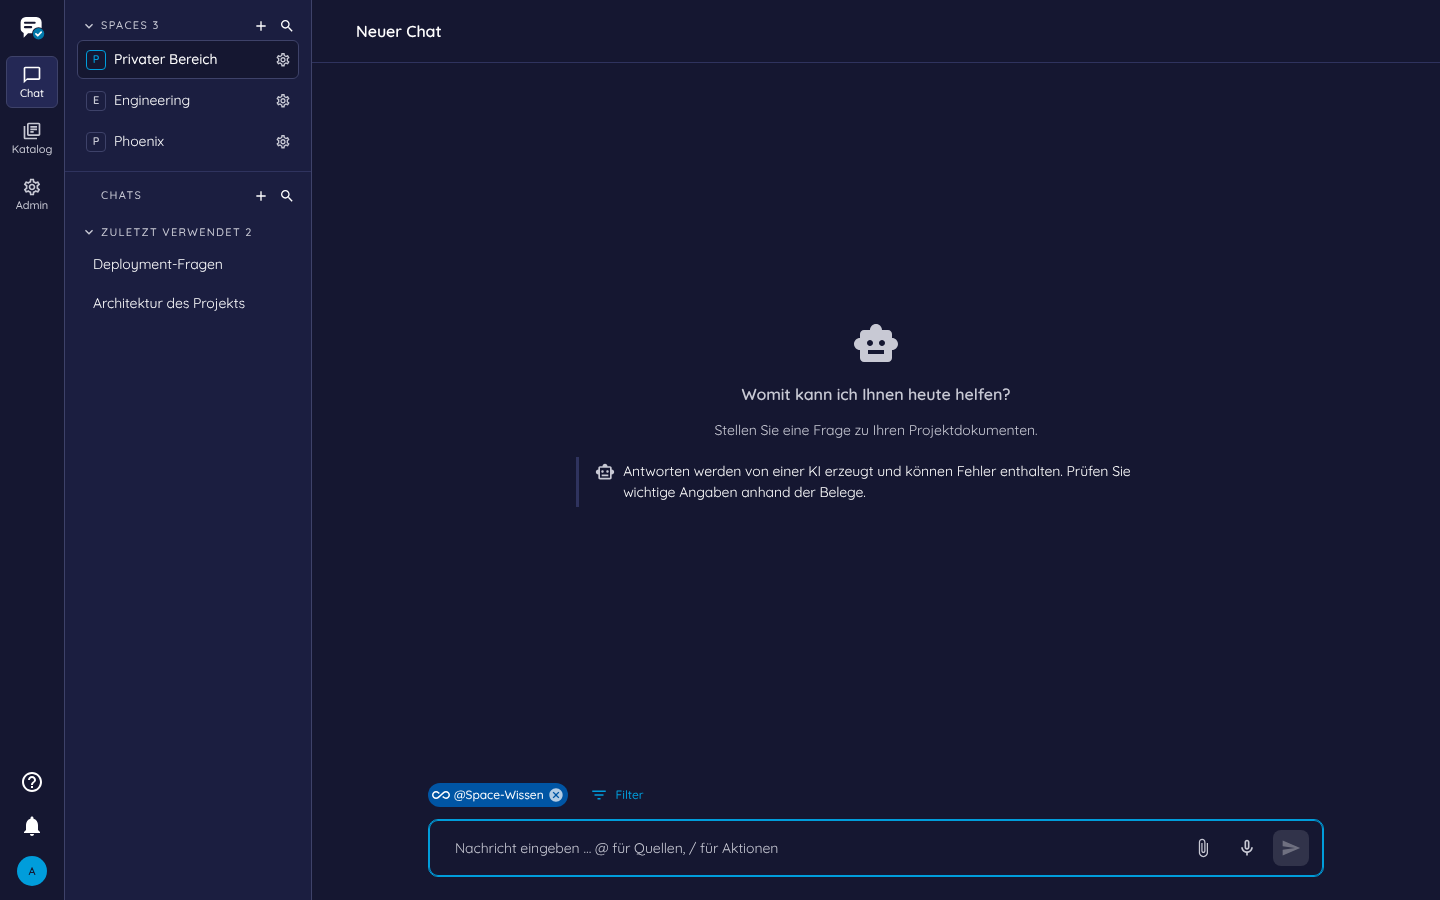 SPACES 3
P Privater Bereich
E Engineering
P Phoenix
CHATS
ZULETZT VERWENDET 2
Deployment-Fragen
Architektur des Projekts
Chat
Katalog
Admin
A
Neuer Chat
Womit kann ich Ihnen heute helfen?
Stellen Sie eine Frage zu Ihren Projektdokumenten.
Antworten werden von einer KI erzeugt und können Fehler enthalten. Prüfen Sie
wichtige Angaben anhand der Belege.
@Space-Wissen
Filter
Nachricht eingeben ... @ für Quellen, / für Aktionen